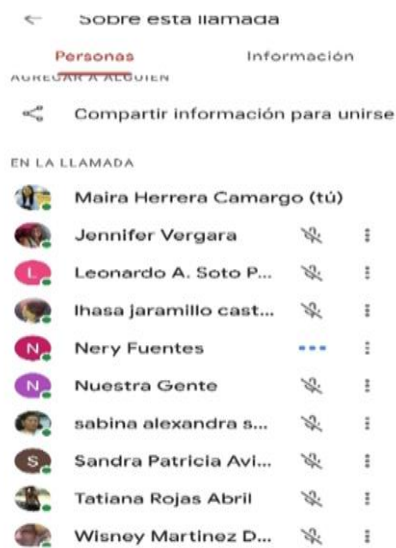 Sobre esta llamada
Personas
Información
AGREGAR A ALGUIEN
Compartir información para unirse
EN LA LLAMADA
Maira Herrera Camargo (tú)
Jennifer Vergara
L
Leonardo A. Soto P...
Ihasa jaramillo cast...
N
Nery Fuentes
N
Nuestra Gente
sabina alexandra s...
S
Sandra Patricia Avi...
Tatiana Rojas Abril
Wisney Martinez D...